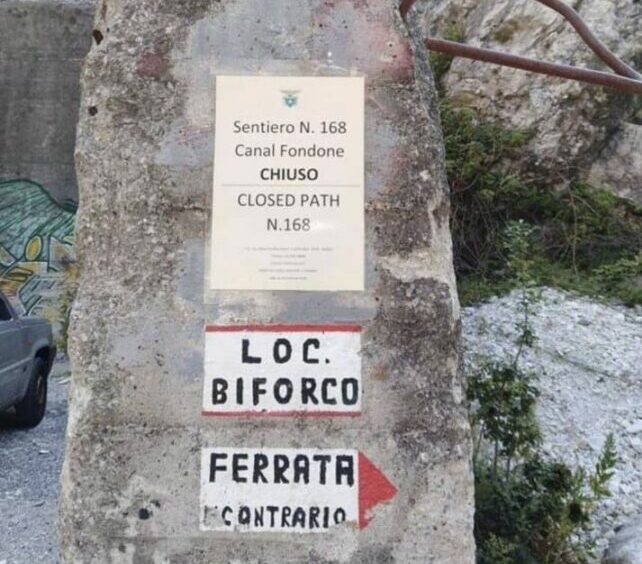 Sentiero N. 168
Canal Fondone
CHIUSO
CLOSED PATH
N.168
LOC.
BIFORCO
FERRATA
CONTRARIO